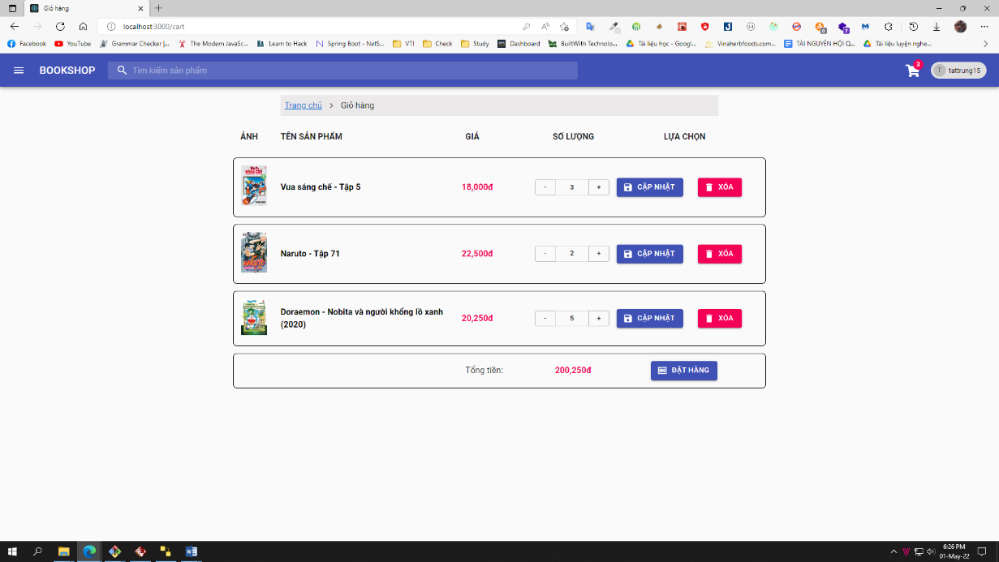 Giỏ hàng
localhost:3000/cart
Facebook YouTube Grammar Checker |... The Modern JavaSc... Learn to Hack Spring Boot - NetS... VTI Check Study Dashboard BuiltWith Technolo... Tài liệu học - Googl... Vinaherbfoods.com... TÀI NGUYÊN HỘI Q... Tài liệu luyện nghe...
BOOKSHOP Tìm kiếm sản phẩm 3 T tattrung15
Trang chủ > Giỏ hàng
ẢNH TÊN SẢN PHẨM GIÁ SỐ LƯỢNG LỰA CHỌN
Vua sáng chế - Tập 5 18,000đ - 3 + CẬP NHẬT XÓA
Naruto - Tập 71 22,500đ - 2 + CẬP NHẬT XÓA
Doraemon - Nobita và người khổng lồ xanh
(2020) 20,250đ - 5 + CẬP NHẬT XÓA
Tổng tiền: 200,250đ ĐẶT HÀNG
6:26 PM
01-May-22